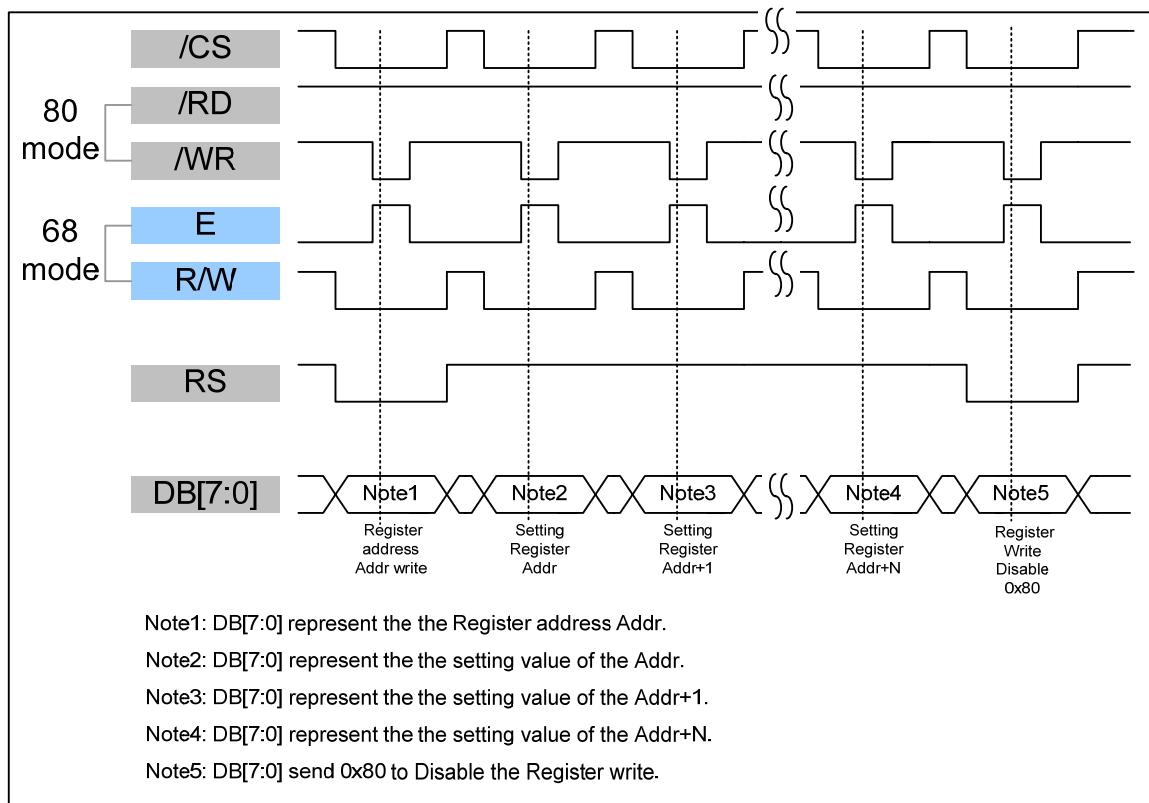 /CS
80
mode
/RD
/WR
68
mode
E
R/W
RS
DB[7:0]
Note1
Note2
Note3
Note4
Note5
Register
address
Addr write
Setting
Register
Addr
Setting
Register
Addr+1
Setting
Register
Addr+N
Register
Write
Disable
0x80
Note1: DB[7:0] represent the the Register address Addr.
Note2: DB[7:0] represent the the setting value of the Addr.
Note3: DB[7:0] represent the the setting value of the Addr+1.
Note4: DB[7:0] represent the the setting value of the Addr+N.
Note5: DB[7:0] send 0x80 to Disable the Register write.